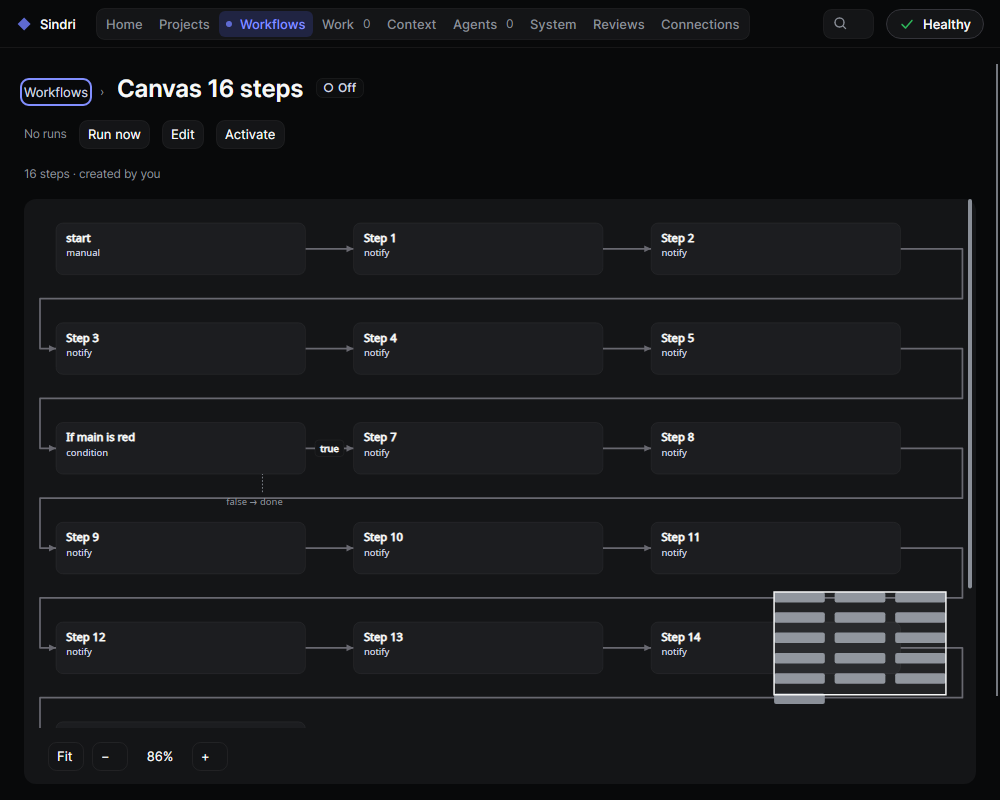 Sindri
Home Projects Workflows Work 0 Context Agents 0 System Reviews Connections
Healthy
Workflows › Canvas 16 steps Off
No runs Run now Edit Activate
16 steps · created by you
start
manual
Step 1
notify
Step 2
notify
Step 3
notify
Step 4
notify
Step 5
notify
If main is red
condition
true
Step 7
notify
Step 8
notify
false → done
Step 9
notify
Step 10
notify
Step 11
notify
Step 12
notify
Step 13
notify
Step 14
notify
Fit − 86% +